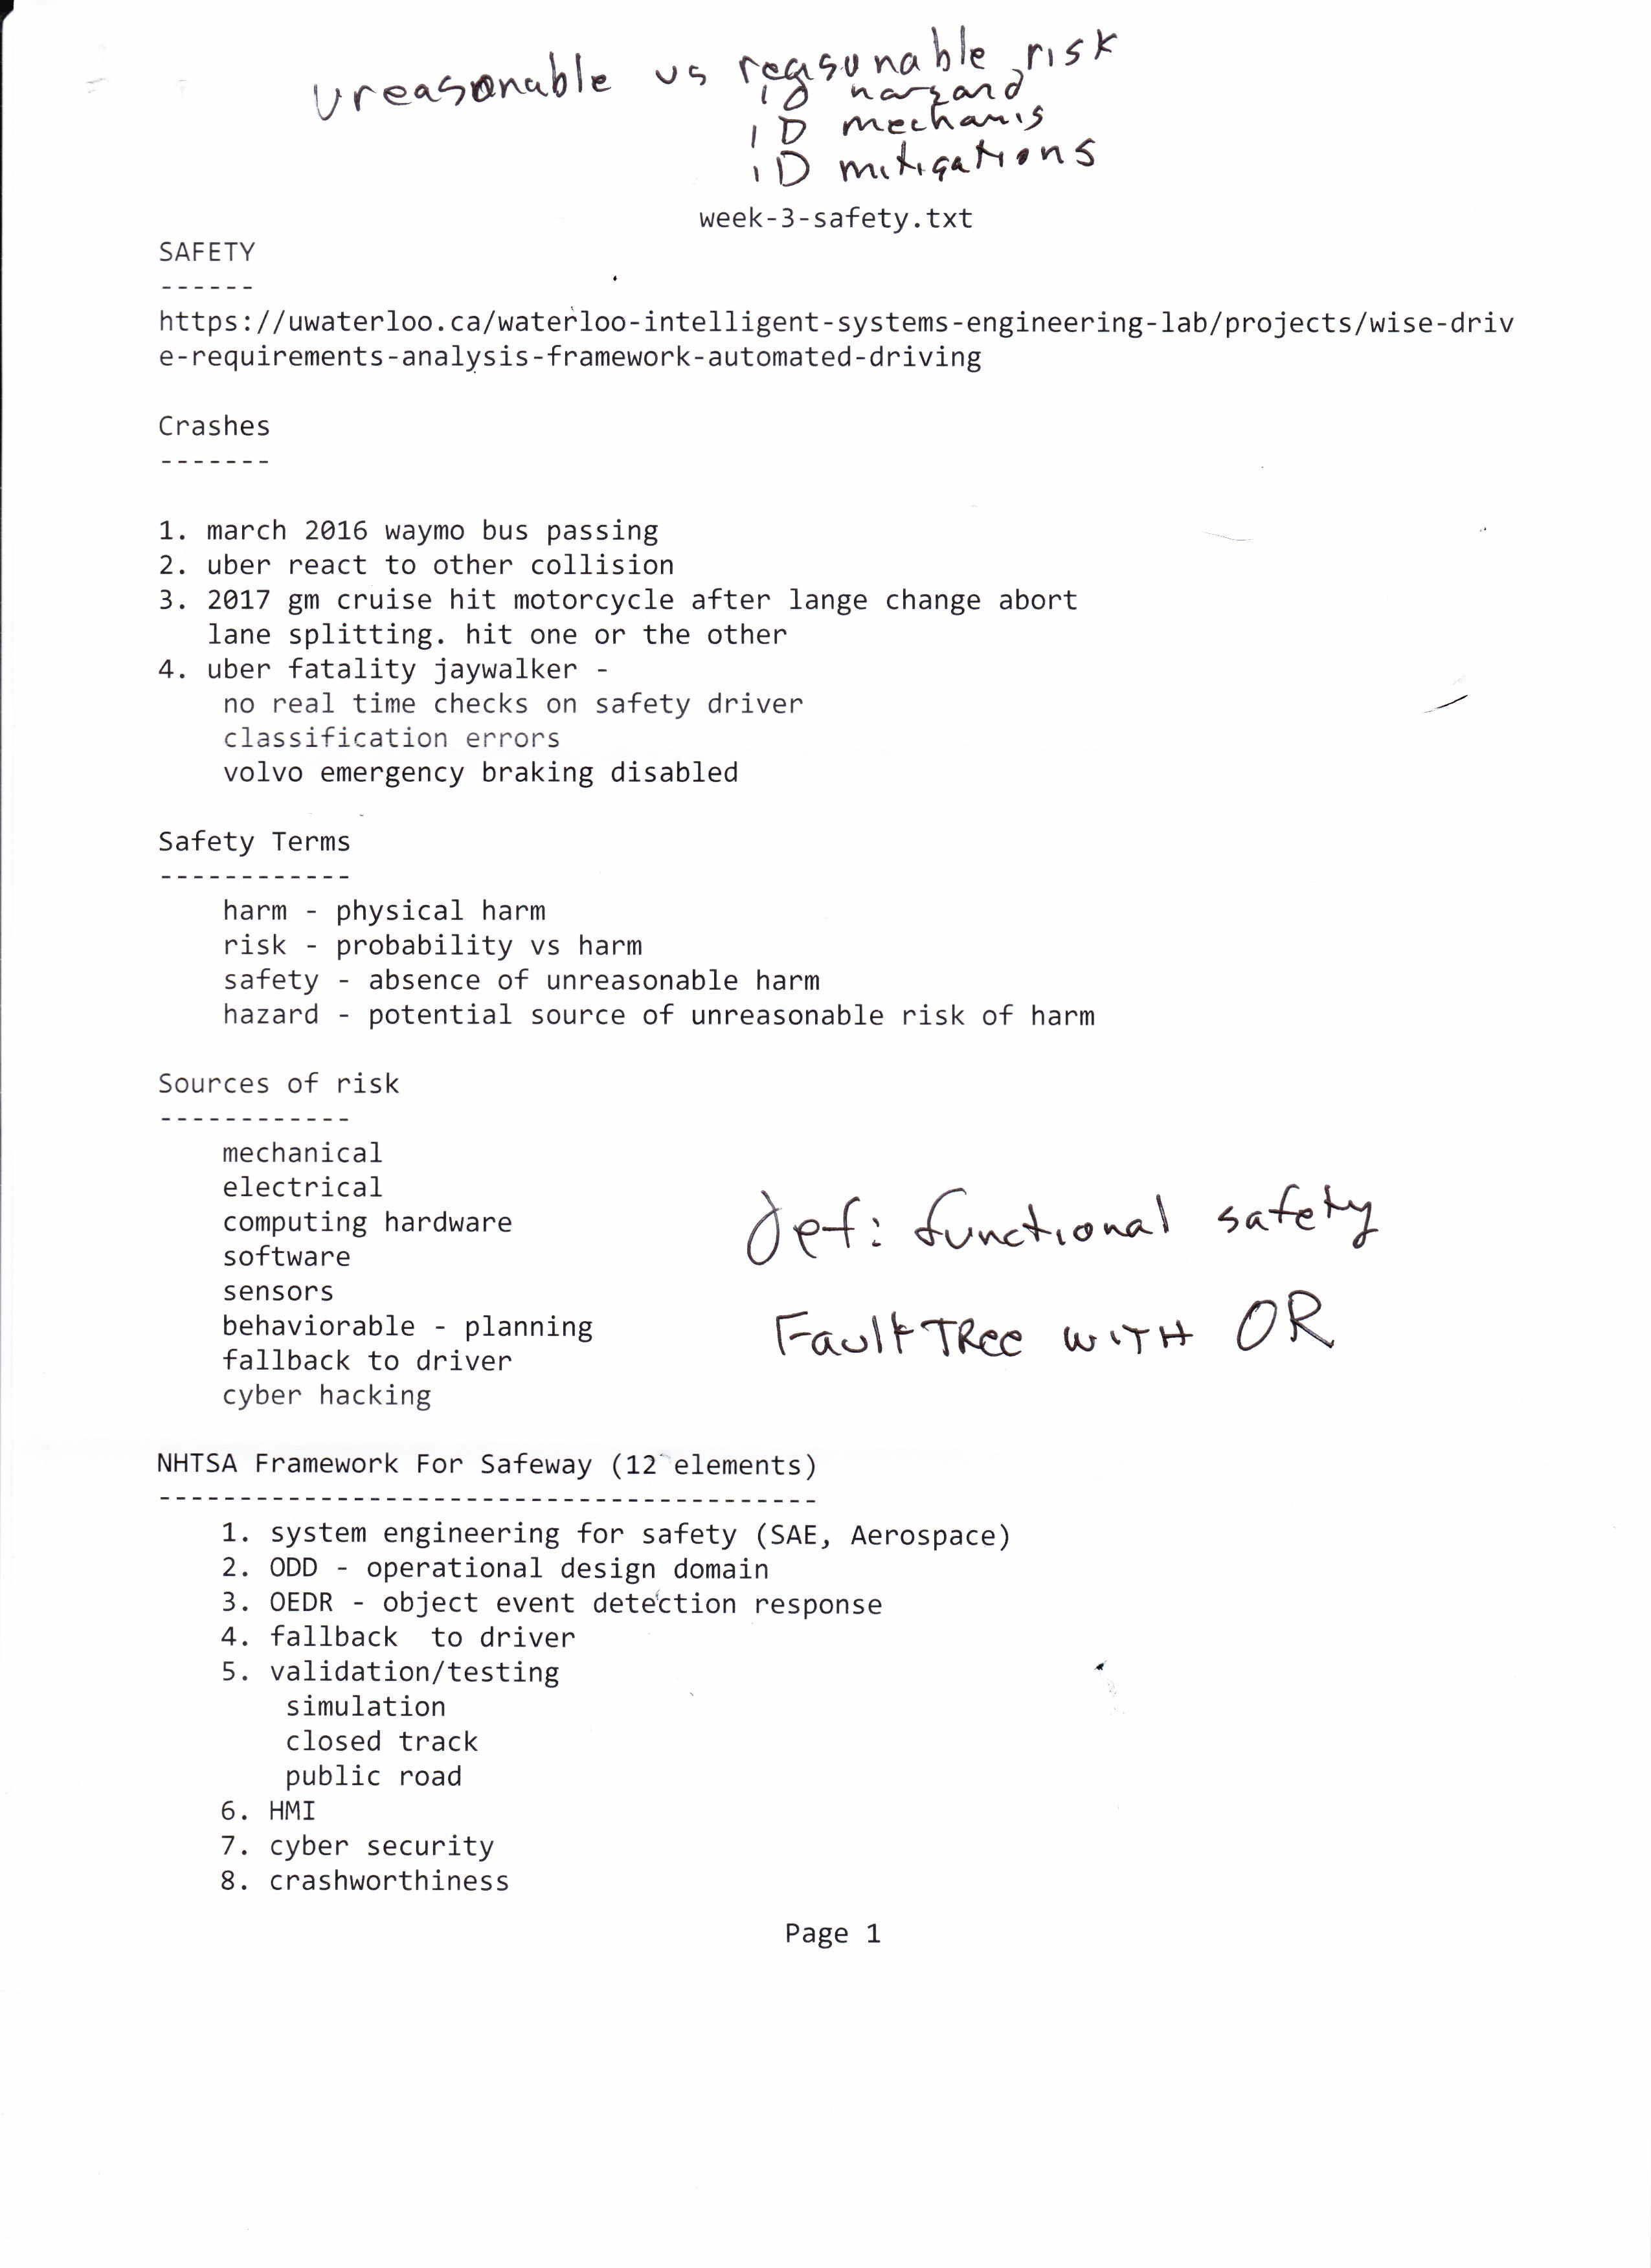 ureasonable vs reasonable risk
id harzard
ID mechanis
ID mitigations
week-3-safety.txt
SAFETY
------
https://uwaterloo.ca/waterloo-intelligent-systems-engineering-lab/projects/wise-driv
e-requirements-analysis-framework-automated-driving
Crashes
-------
1. march 2016 waymo bus passing
2. uber react to other collision
3. 2017 gm cruise hit motorcycle after lange change abort
lane splitting. hit one or the other
4. uber fatality jaywalker -
no real time checks on safety driver
classification errors
volvo emergency braking disabled
Safety Terms
------------
harm - physical harm
risk - probability vs harm
safety - absence of unreasonable harm
hazard - potential source of unreasonable risk of harm
Sources of risk
------------
mechanical
electrical
computing hardware
software
sensors
behaviorable - planning
fallback to driver
cyber hacking
def: functional safety
Fault TRee WITH OR
NHTSA Framework For Safeway (12 elements)
-----------------------------------------
1. system engineering for safety (SAE, Aerospace)
2. ODD - operational design domain
3. OEDR - object event detection response
4. fallback  to driver
5. validation/testing
simulation
closed track
public road
6. HMI
7. cyber security
8. crashworthiness
Page 1